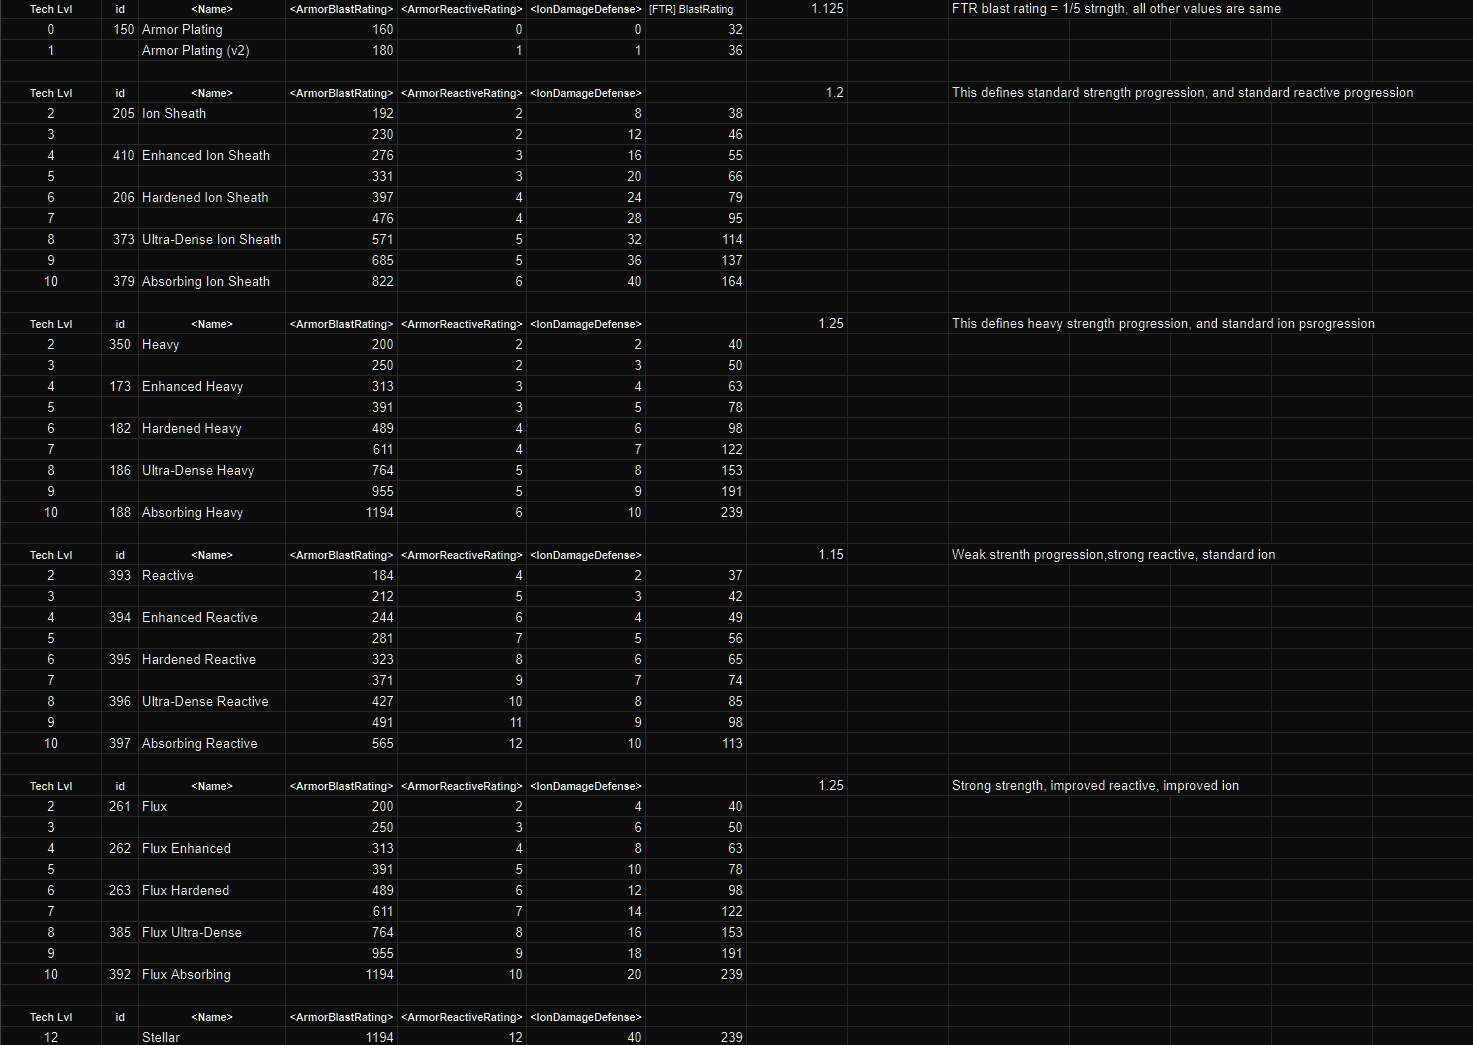 Tech Lvl id <Name> <ArmorBlastRating> <ArmorReactiveRating> <IonDamageDefense> [FTR] BlastRating 1.125 FTR blast rating = 1/5 strngth, all other values are same
0 150 Armor Plating 160 0 0 32
1 Armor Plating (v2) 180 1 1 36
Tech Lvl id <Name> <ArmorBlastRating> <ArmorReactiveRating> <IonDamageDefense> 1.2 This defines standard strength progression, and standard reactive progression
2 205 Ion Sheath 192 2 8 38
3 230 2 12 46
4 410 Enhanced Ion Sheath 276 3 16 55
5 331 3 20 66
6 206 Hardened Ion Sheath 397 4 24 79
7 476 4 28 95
8 373 Ultra-Dense Ion Sheath 571 5 32 114
9 685 5 36 137
10 379 Absorbing Ion Sheath 822 6 40 164
Tech Lvl id <Name> <ArmorBlastRating> <ArmorReactiveRating> <IonDamageDefense> 1.25 This defines heavy strength progression, and standard ion psrogression
2 350 Heavy 200 2 2 40
3 250 2 3 50
4 173 Enhanced Heavy 313 3 4 63
5 391 3 5 78
6 182 Hardened Heavy 489 4 6 98
7 611 4 7 122
8 186 Ultra-Dense Heavy 764 5 8 153
9 955 5 9 191
10 188 Absorbing Heavy 1194 6 10 239
Tech Lvl id <Name> <ArmorBlastRating> <ArmorReactiveRating> <IonDamageDefense> 1.15 Weak strenth progression,strong reactive, standard ion
2 393 Reactive 184 4 2 37
3 212 5 3 42
4 394 Enhanced Reactive 244 6 4 49
5 281 7 5 56
6 395 Hardened Reactive 323 8 6 65
7 371 9 7 74
8 396 Ultra-Dense Reactive 427 10 8 85
9 491 11 9 98
10 397 Absorbing Reactive 565 12 10 113
Tech Lvl id <Name> <ArmorBlastRating> <ArmorReactiveRating> <IonDamageDefense> 1.25 Strong strength, improved reactive, improved ion
2 261 Flux 200 2 4 40
3 250 3 6 50
4 262 Flux Enhanced 313 4 8 63
5 391 5 10 78
6 263 Flux Hardened 489 6 12 98
7 611 7 14 122
8 385 Flux Ultra-Dense 764 8 16 153
9 955 9 18 191
10 392 Flux Absorbing 1194 10 20 239
Tech Lvl id <Name> <ArmorBlastRating> <ArmorReactiveRating> <IonDamageDefense>
12 Stellar 1194 12 40 239